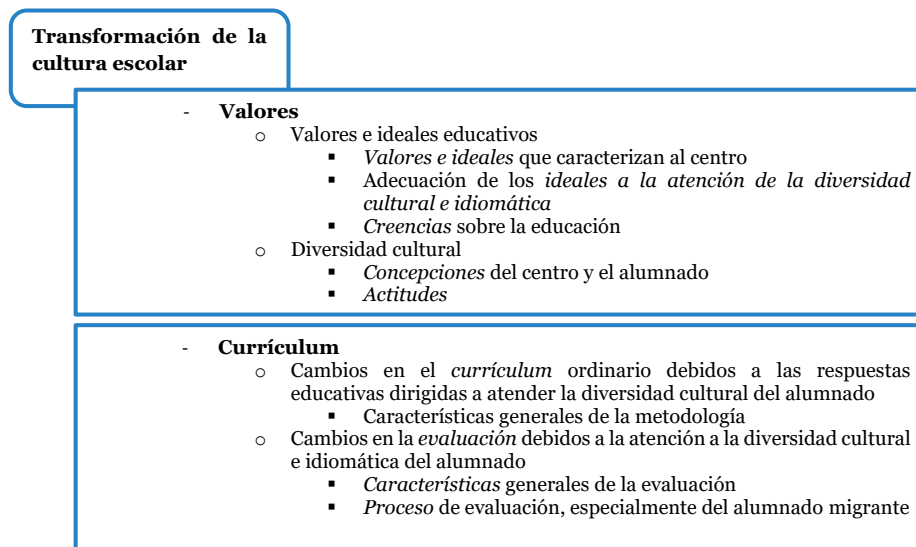 Transformación de la
cultura escolar
- Valores
o Valores e ideales educativos
▪ Valores e ideales que caracterizan al centro
▪ Adecuación de los ideales a la atención de la diversidad
cultural e idiomática
▪ Creencias sobre la educación
o Diversidad cultural
▪ Concepciones del centro y el alumnado
▪ Actitudes
- Currículum
o Cambios en el currículum ordinario debidos a las respuestas
educativas dirigidas a atender la diversidad cultural del alumnado
▪ Características generales de la metodología
o Cambios en la evaluación debidos a la atención a la diversidad cultural
e idiomática del alumnado
▪ Características generales de la evaluación
▪ Proceso de evaluación, especialmente del alumnado migrante